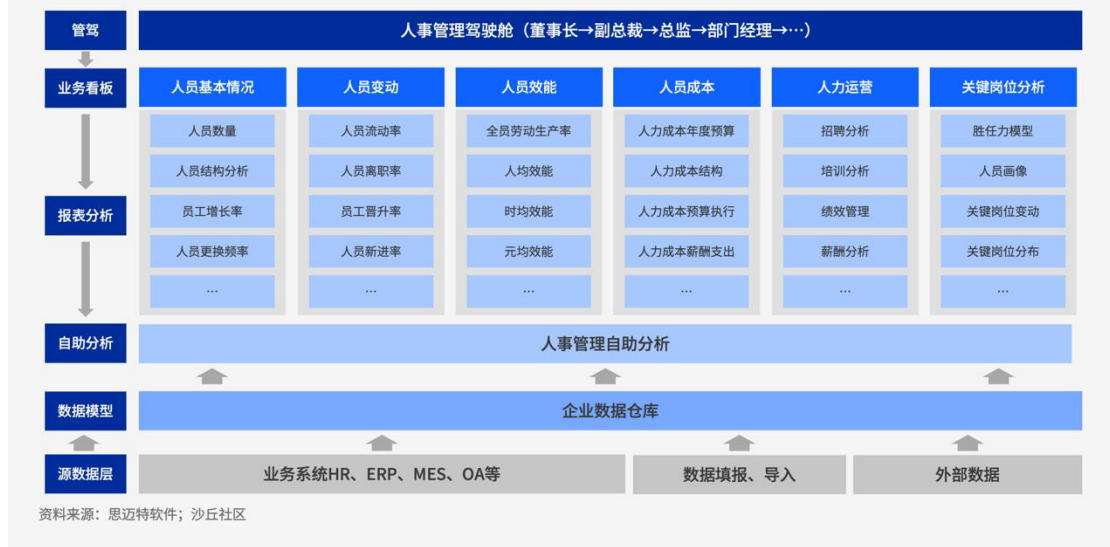 管驾
人事管理驾驶舱（董事长→副总裁→总监→部门经理→…）
业务看板
人员基本情况
人员变动
人员效能
人员成本
人力运营
关键岗位分析
人员数量
人员流动率
全员劳动生产率
人力成本年度预算
招聘分析
胜任力模型
人员结构分析
人员离职率
人均效能
人力成本结构
培训分析
人员画像
报表分析
员工增长率
员工晋升率
时均效能
人力成本预算执行
绩效管理
关键岗位变动
人员更换频率
人员新进率
元均效能
人力成本薪酬支出
薪酬分析
关键岗位分布
…
…
…
…
…
…
自助分析
人事管理自助分析
数据模型
企业数据仓库
源数据层
业务系统HR、ERP、MES、OA等
数据填报、导入
外部数据
资料来源：思迈特软件；沙丘社区